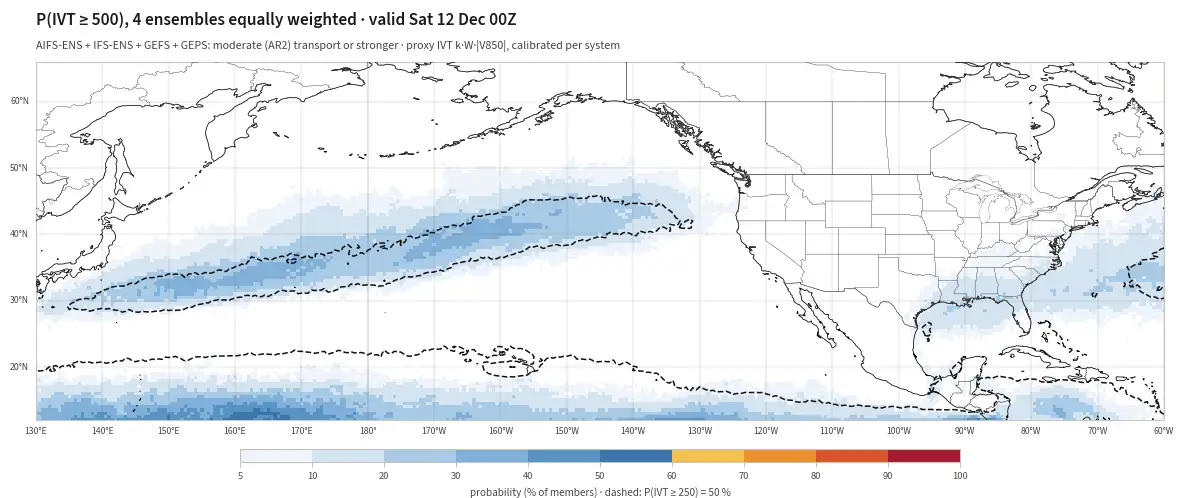 P(IVT ≥ 500), 4 ensembles equally weighted · valid Sat 12 Dec 00Z
AIFS-ENS + IFS-ENS + GEFS + GEPS: moderate (AR2) transport or stronger · proxy IVT k·W·|V850|, calibrated per system
60°N
50°N
40°N
30°N
20°N
130°E 140°E 150°E 160°E 170°E 180° 170°W 160°W 150°W 140°W 130°W 120°W 110°W 100°W 90°W 80°W 70°W 60°W
5 10 20 30 40 50 60 70 80 90 100
probability (% of members) · dashed: P(IVT ≥ 250) = 50 %